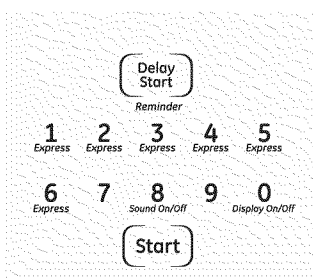 Delay
Start
Reminder
1 2 3 4 5
Express Express Express Express Express
6 7 8 9 0
Express Sound On/Off Display On/Off
Start